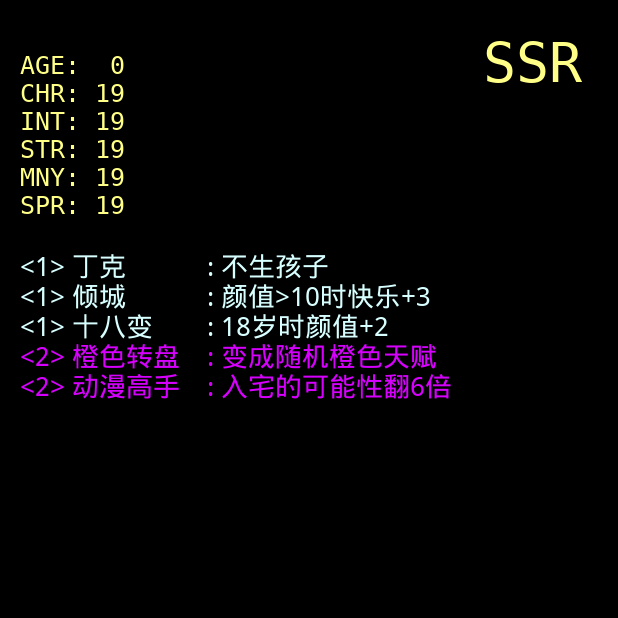 SSR
AGE:  0
CHR: 19
INT: 19
STR: 19
MNY: 19
SPR: 19
<1> 丁克 : 不生孩子
<1> 倾城 : 颜值>10时快乐+3
<1> 十八变 : 18岁时颜值+2
<2> 橙色转盘 : 变成随机橙色天赋
<2> 动漫高手 : 入宅的可能性翻6倍